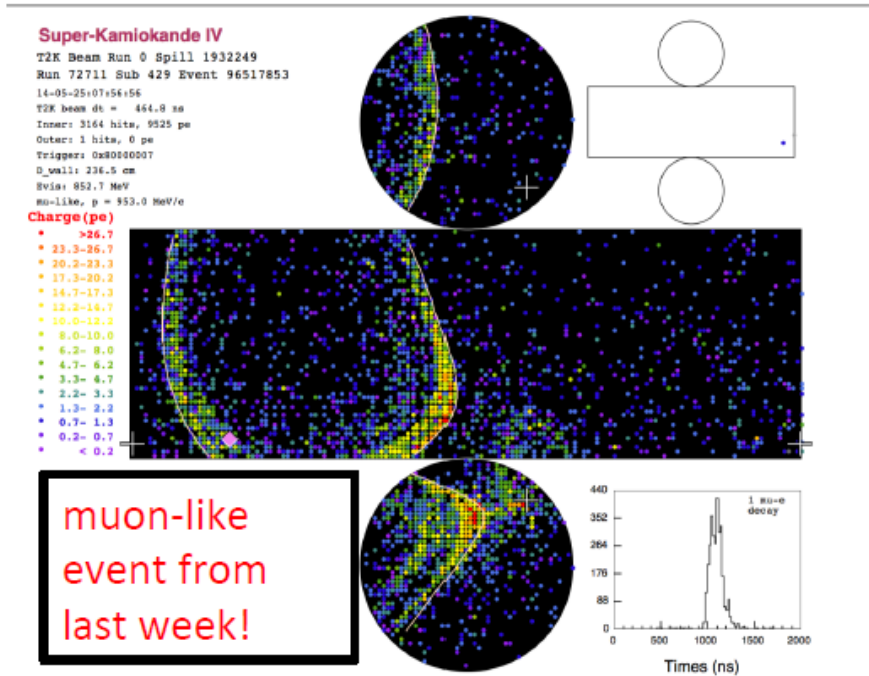 Super-Kamiokande IV
T2K Beam Run 0 Spill 1932249
Run 72711 Sub 429 Event 96517853
14-05-25:07:56:56
T2K beam dt = 464.8 ns
Inner: 3164 hits, 9525 pe
Outer: 1 hits, 0 pe
Trigger: 0x80000007
D_wall: 236.5 cm
Evis: 852.7 MeV
mu-like, p = 953.0 MeV/c
Charge(pe)
>26.7
23.3-26.7
20.2-23.3
17.3-20.2
14.7-17.3
12.2-14.7
10.0-12.2
8.0-10.0
6.2- 8.0
4.7- 6.2
3.3- 4.7
2.2- 3.3
1.3- 2.2
0.7- 1.3
0.2- 0.7
< 0.2
muon-like
event from
last week!
440
352
264
176
88
0
1 mu-e
decay
0 500 1000 1500 2000
Times (ns)